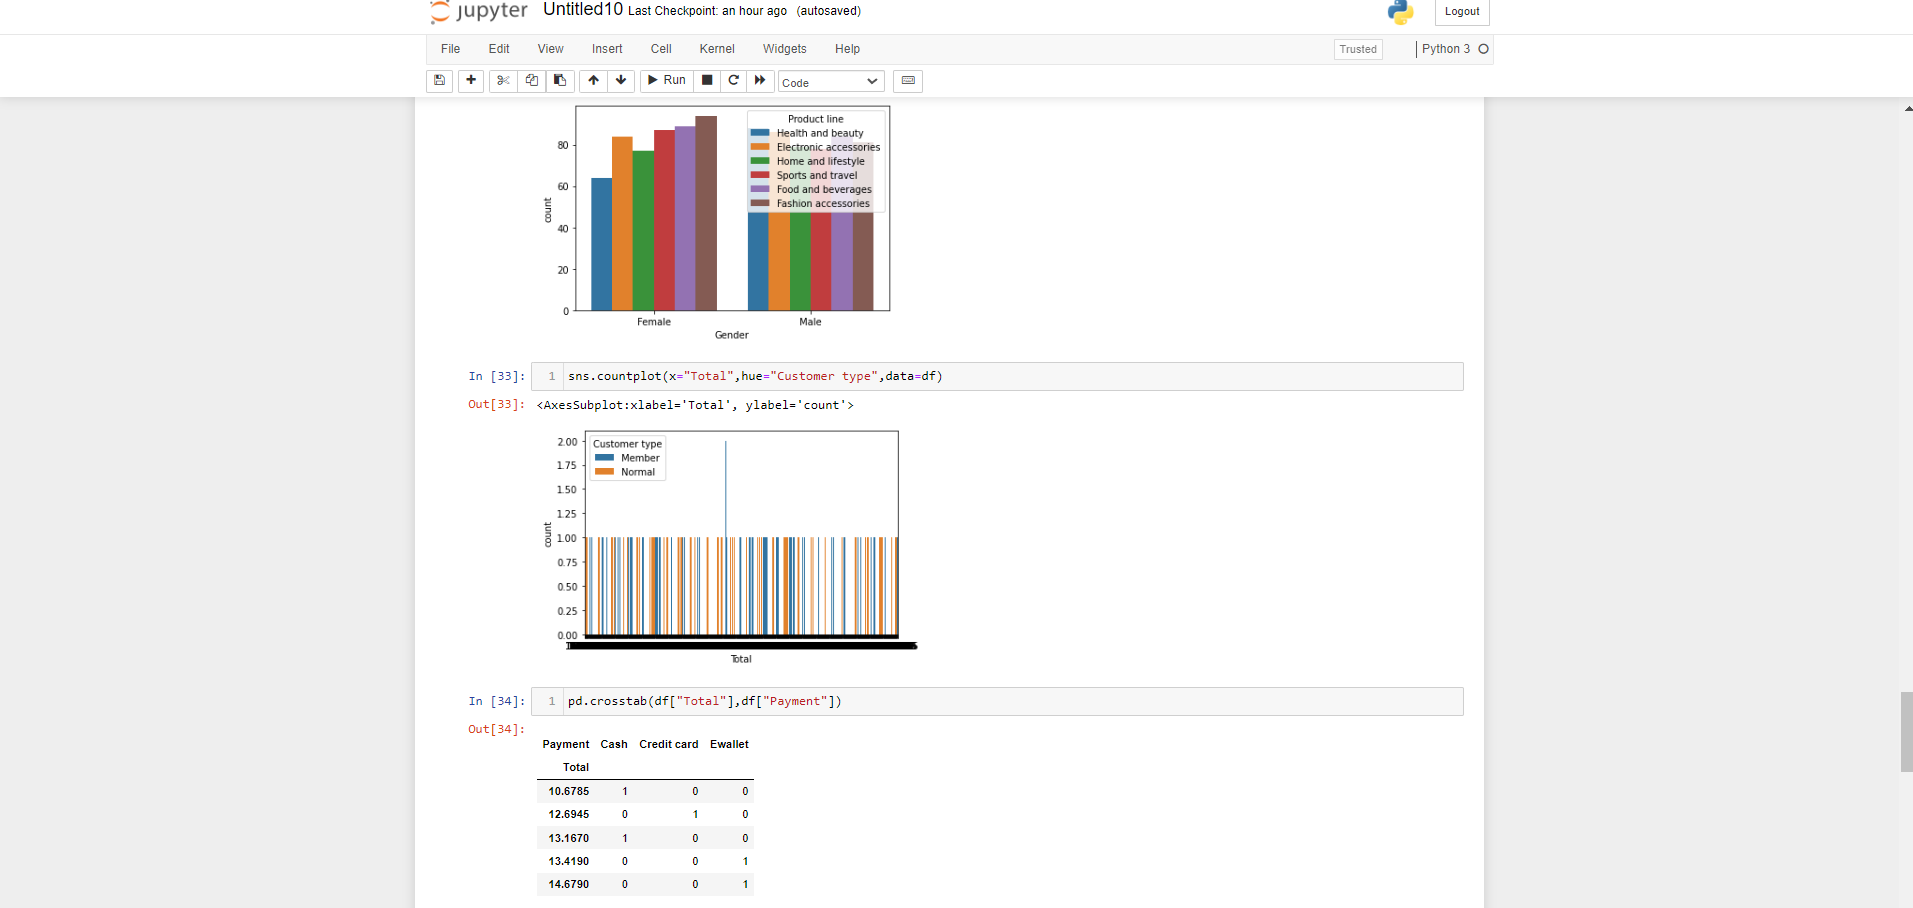 jupyter Untitled10 Last Checkpoint: an hour ago (autosaved)
Logout
File Edit View Insert Cell Kernel Widgets Help
Trusted Python 3
Run Code
Product line
Health and beauty
Electronic accessories
Home and lifestyle
Sports and travel
Food and beverages
Fashion accessories
80
60
40
20
0
count
Female Male
Gender
In [33]: 1 sns.countplot(x="Total",hue="Customer type",data=df)
Out[33]: <AxesSubplot:xlabel='Total', ylabel='count'>
Customer type
Member
Normal
2.00
1.75
1.50
1.25
1.00
0.75
0.50
0.25
0.00
count
Total
In [34]: 1 pd.crosstab(df["Total"],df["Payment"])
Out[34]:
Payment Cash Credit card Ewallet
Total
10.6785 1 0 0
12.6945 0 1 0
13.1670 1 0 0
13.4190 0 0 1
14.6790 0 0 1